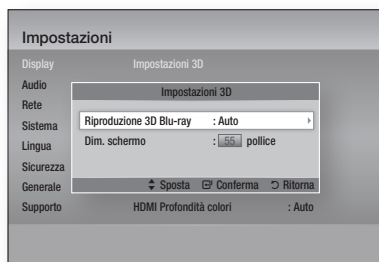 Impostazioni
Display Impostazioni 3D
Audio
Rete
Sistema
Lingua
Sicurezza
Generale
Supporto HDMI Profondità colori : Auto
Impostazioni 3D
Riproduzione 3D Blu-ray : Auto
Dim. schermo : 55 pollice
Sposta Conferma Ritorna